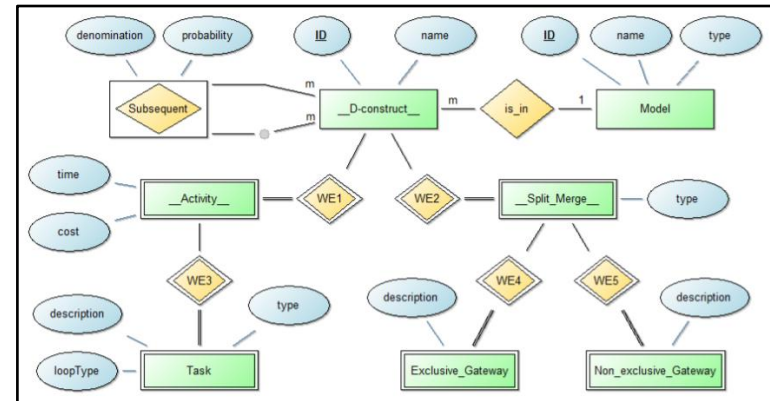 denomination probability ID name ID name type
Subsequent m __D-construct__ m is_in 1 Model
m
time
__Activity__ WE1 WE2 __Split_Merge__ type
cost
WE3 WE4 WE5
description type description description
loopType Task Exclusive_Gateway Non_exclusive_Gateway